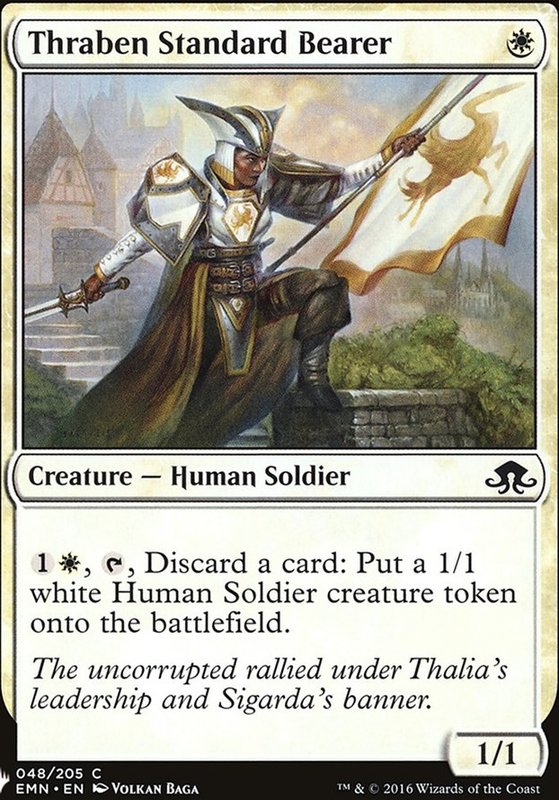 Thraben Standard Bearer
Creature — Human Soldier
1, , Discard a card: Put a 1/1
white Human Soldier creature token
onto the battlefield.
The uncorrupted rallied under Thalia's
leadership and Sigarda's banner.
1/1
048/205 C
EMN • EN Volkan Baga
™ & © 2016 Wizards of the Coast